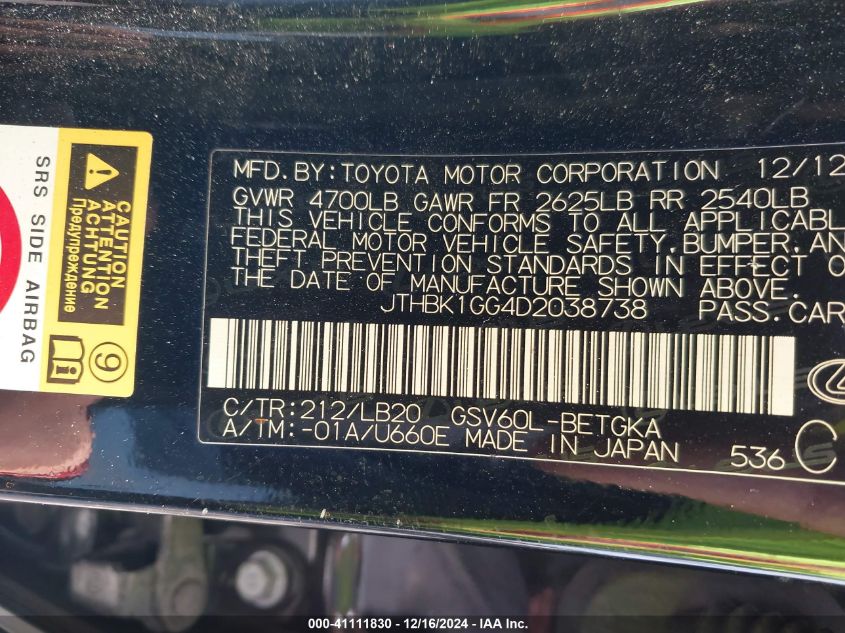 SRS SIDE AIRBAG
CAUTION
ATTENTION
ACHTUNG
Предупреждение
9
MFD.BY:TOYOTA MOTOR CORPORATION 12/12
GVWR 4700LB GAWR FR 2625LB RR 2540LB
THIS VEHICLE CONFORMS TO ALL APPLICABL
FEDERAL MOTOR VEHICLE SAFETY,BUMPER,AN
THEFT PREVENTION STANDARDS IN EFFECT O
THE DATE OF MANUFACTURE SHOWN ABOVE.
JTHBK1GG4D2038738 PASS.CAR
C/TR:212/LB20 GSV60L-BETGKA
A/TM:-01A/U660E MADE IN JAPAN 536 C
000-41111830 - 12/16/2024 - IAA Inc.